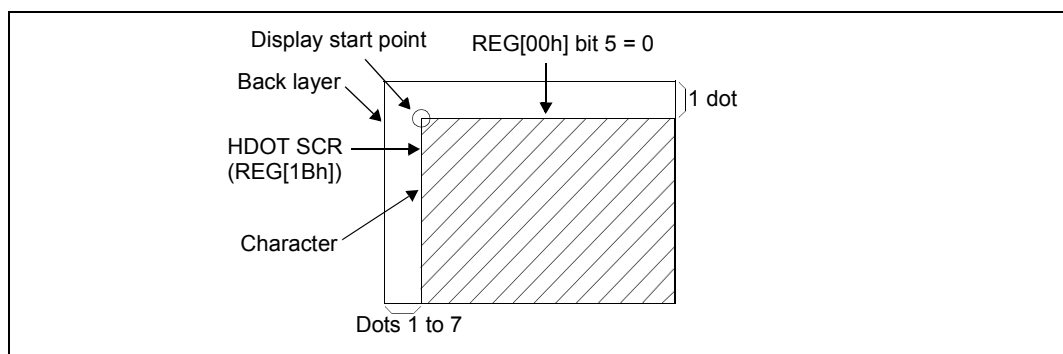 Display start point
REG[00h] bit 5 = 0
Back layer
1 dot
HDOT SCR
(REG[1Bh])
Character
Dots 1 to 7